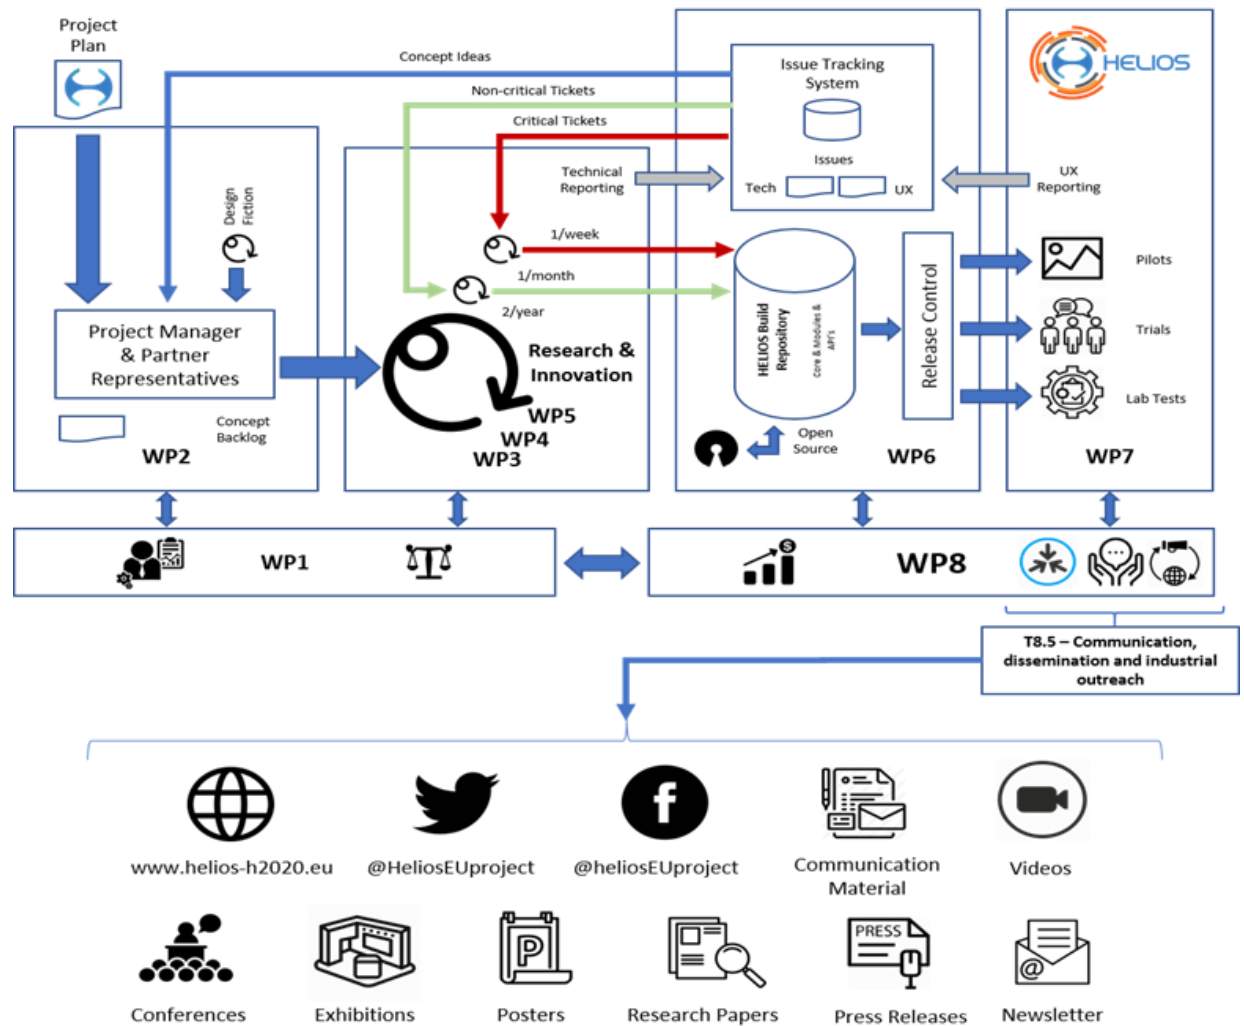 Project
Plan
Concept Ideas
Non-critical Tickets
Critical Tickets
Issue Tracking
System
Issues
Tech
UX
HELIOS
Technical
Reporting
UX
Reporting
Design
Fiction
1/week
1/month
2/year
Project Manager
& Partner
Representatives
Concept
Backlog
WP2
Research &
Innovation
WP5
WP4
WP3
HELIOS Build
Repository
Core & Modules &
API's
Release Control
Open
Source
WP6
Pilots
Trials
Lab Tests
WP7
WP1
WP8
T8.5 – Communication,
dissemination and industrial
outreach
www.helios-h2020.eu
@HeliosEUproject
@heliosEUproject
Communication
Material
Videos
PRESS
Conferences
Exhibitions
Posters
Research Papers
Press Releases
Newsletter